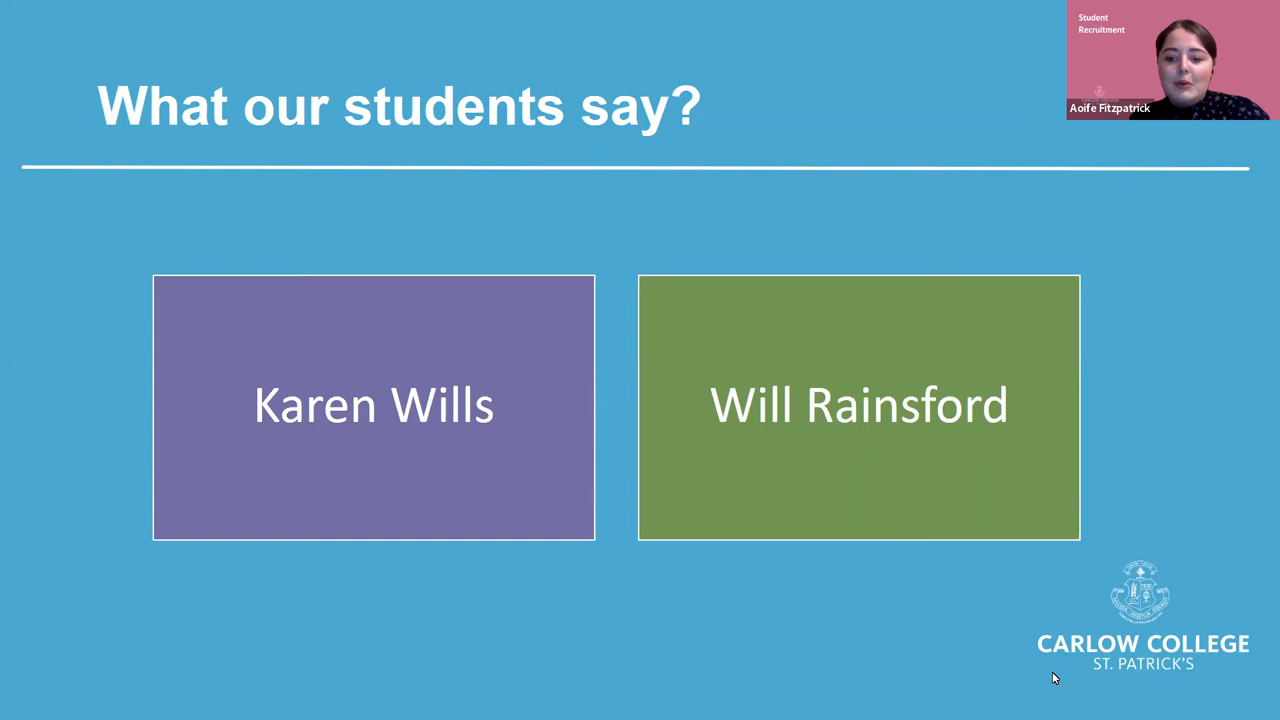 Student
Recruitment
Aoife Fitzpatrick
What our students say?
Karen Wills
Will Rainsford
CARLOW COLLEGE
ST. PATRICK'S